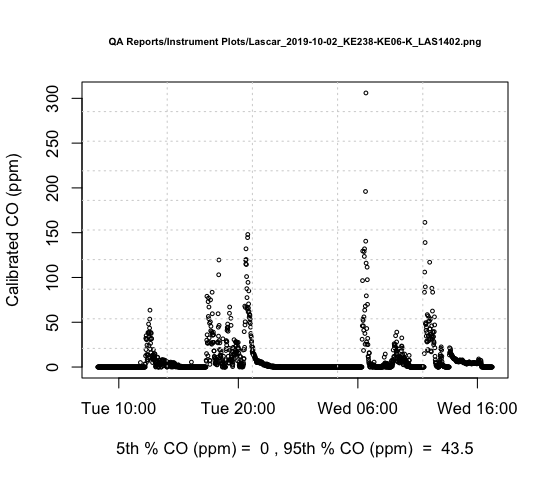 QA Reports/Instrument Plots/Lascar_2019-10-02_KE238-KE06-K_LAS1402.png
300
250
200
150
100
50
0
Calibrated CO (ppm)
Tue 10:00 Tue 20:00 Wed 06:00 Wed 16:00
5th % CO (ppm) = 0 , 95th % CO (ppm) = 43.5